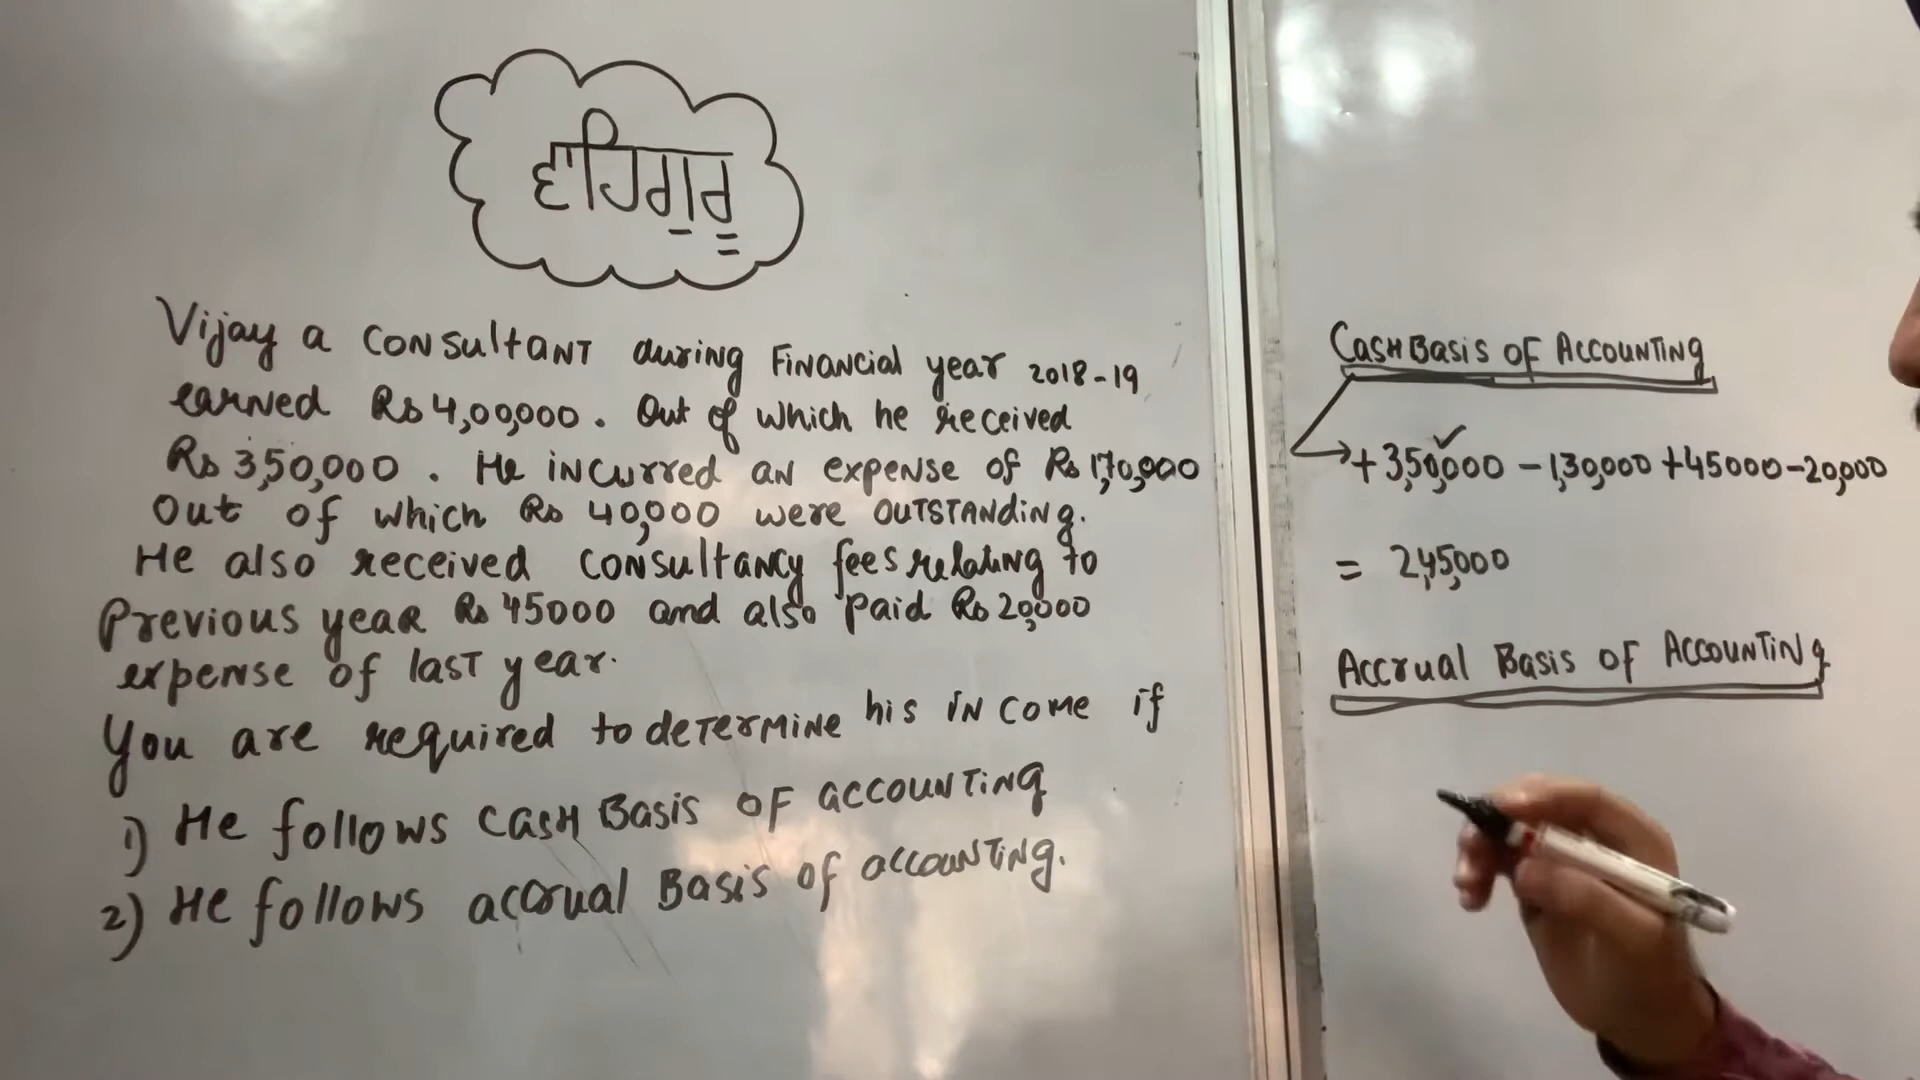 ਵਾਹਿਗੁਰੂ
Vijay a consultant during Financial year 2018-19
earned Rs 4,00,000. Out of which he received
Rs 3,50,000. He incurred an expense of Rs 1,70,000
Out of which Rs 40,000 were outstanding.
He also received consultancy fees relating to
Previous year Rs 45000 and also paid Rs 20,000
expense of last year.
You are required to determine his income if
1) He follows cash Basis of accounting
2) He follows accrual Basis of accounting.
Cash Basis of Accounting
+3,50,000 - 1,30,000 + 45000 - 20,000
= 2,45,000
Accrual Basis of Accounting